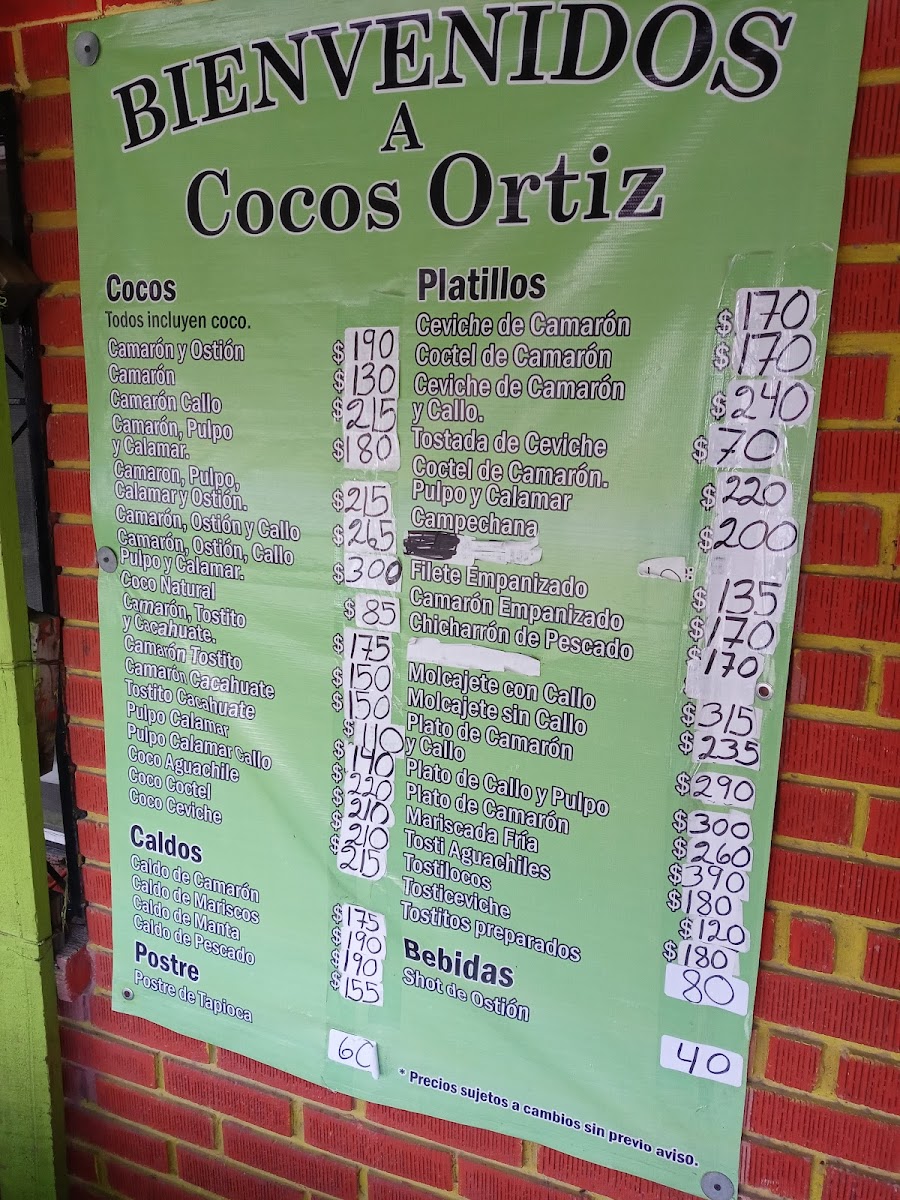 BIENVENIDOS
A
Cocos Ortiz
Cocos
Todos incluyen coco.
Camarón y Ostión $190
Camarón $130
Camarón Callo $215
Camarón, Pulpo
y Calamar. $180
Camaron, Pulpo,
Calamar y Ostión. $215
Camarón, Ostión y Callo $265
Camarón, Ostión, Callo
Pulpo y Calamar. $300
Coco Natural $85
Camarón, Tostito
y Cacahuate. $175
Camarón Tostito $150
Camarón Cacahuate $150
Tostito Cacahuate $140
Pulpo Calamar $140
Pulpo Calamar Callo $220
Coco Aguachile $210
Coco Coctel $210
Coco Ceviche $215
Caldos
Caldo de Camarón $175
Caldo de Mariscos $190
Caldo de Manta $190
Caldo de Pescado $155
Postre
Postre de Tapioca 60
Platillos
Ceviche de Camarón $170
Coctel de Camarón $170
Ceviche de Camarón
y Callo. $240
Tostada de Ceviche $70
Coctel de Camarón.
Pulpo y Calamar $220
Campechana $200
Filete Empanizado $135
Camarón Empanizado $170
Chicharrón de Pescado $170
Molcajete con Callo $315
Molcajete sin Callo $235
Plato de Camarón
y Callo $290
Plato de Callo y Pulpo $300
Plato de Camarón $260
Mariscada Fría $390
Tosti Aguachiles $180
Tostilocos $120
Tosticeviche $180
Tostitos preparados 80
Bebidas
Shot de Ostión 40
* Precios sujetos a cambios sin previo aviso.